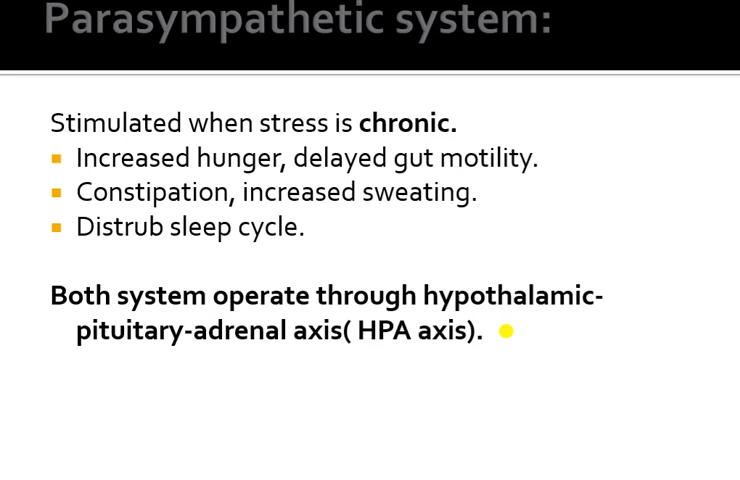 Parasympathetic system:
Stimulated when stress is chronic.
Increased hunger, delayed gut motility.
Constipation, increased sweating.
Distrub sleep cycle.
Both system operate through hypothalamic-
pituitary-adrenal axis( HPA axis).